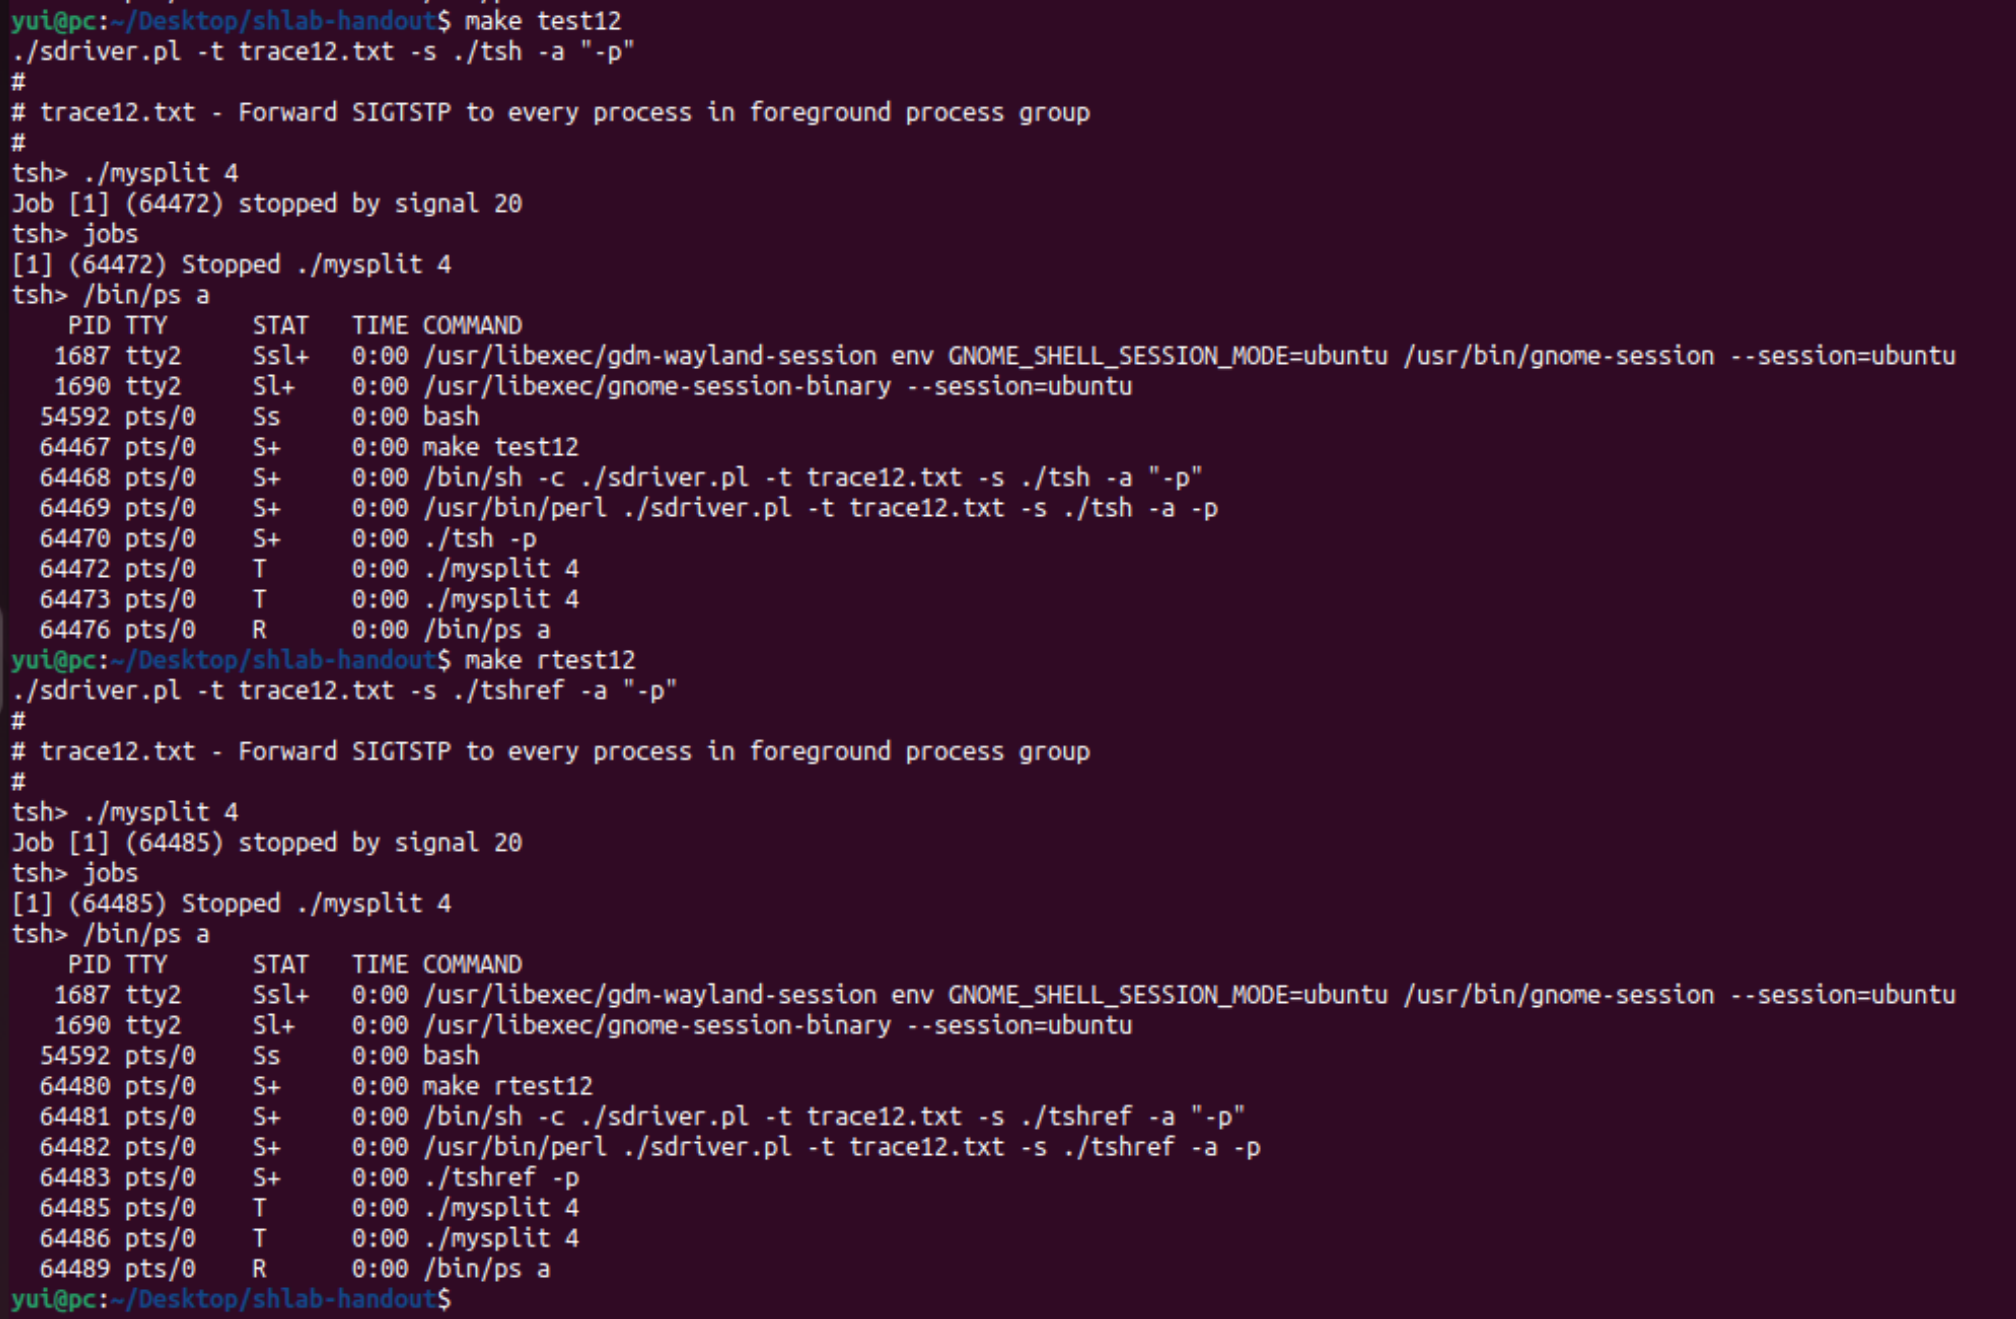 yui@pc:~/Desktop/shlab-handout$ make test12
./sdriver.pl -t trace12.txt -s ./tsh -a "-p"
#
# trace12.txt - Forward SIGTSTP to every process in foreground process group
#
tsh> ./mysplit 4
Job [1] (64472) stopped by signal 20
tsh> jobs
[1] (64472) Stopped ./mysplit 4
tsh> /bin/ps a
    PID TTY      STAT   TIME COMMAND
   1687 tty2     Ssl+   0:00 /usr/libexec/gdm-wayland-session env GNOME_SHELL_SESSION_MODE=ubuntu /usr/bin/gnome-session --session=ubuntu
   1690 tty2     Sl+    0:00 /usr/libexec/gnome-session-binary --session=ubuntu
  54592 pts/0    Ss     0:00 bash
  64467 pts/0    S+     0:00 make test12
  64468 pts/0    S+     0:00 /bin/sh -c ./sdriver.pl -t trace12.txt -s ./tsh -a "-p"
  64469 pts/0    S+     0:00 /usr/bin/perl ./sdriver.pl -t trace12.txt -s ./tsh -a -p
  64470 pts/0    S+     0:00 ./tsh -p
  64472 pts/0    T      0:00 ./mysplit 4
  64473 pts/0    T      0:00 ./mysplit 4
  64476 pts/0    R      0:00 /bin/ps a
yui@pc:~/Desktop/shlab-handout$ make rtest12
./sdriver.pl -t trace12.txt -s ./tshref -a "-p"
#
# trace12.txt - Forward SIGTSTP to every process in foreground process group
#
tsh> ./mysplit 4
Job [1] (64485) stopped by signal 20
tsh> jobs
[1] (64485) Stopped ./mysplit 4
tsh> /bin/ps a
    PID TTY      STAT   TIME COMMAND
   1687 tty2     Ssl+   0:00 /usr/libexec/gdm-wayland-session env GNOME_SHELL_SESSION_MODE=ubuntu /usr/bin/gnome-session --session=ubuntu
   1690 tty2     Sl+    0:00 /usr/libexec/gnome-session-binary --session=ubuntu
  54592 pts/0    Ss     0:00 bash
  64480 pts/0    S+     0:00 make rtest12
  64481 pts/0    S+     0:00 /bin/sh -c ./sdriver.pl -t trace12.txt -s ./tshref -a "-p"
  64482 pts/0    S+     0:00 /usr/bin/perl ./sdriver.pl -t trace12.txt -s ./tshref -a -p
  64483 pts/0    S+     0:00 ./tshref -p
  64485 pts/0    T      0:00 ./mysplit 4
  64486 pts/0    T      0:00 ./mysplit 4
  64489 pts/0    R      0:00 /bin/ps a
yui@pc:~/Desktop/shlab-handout$